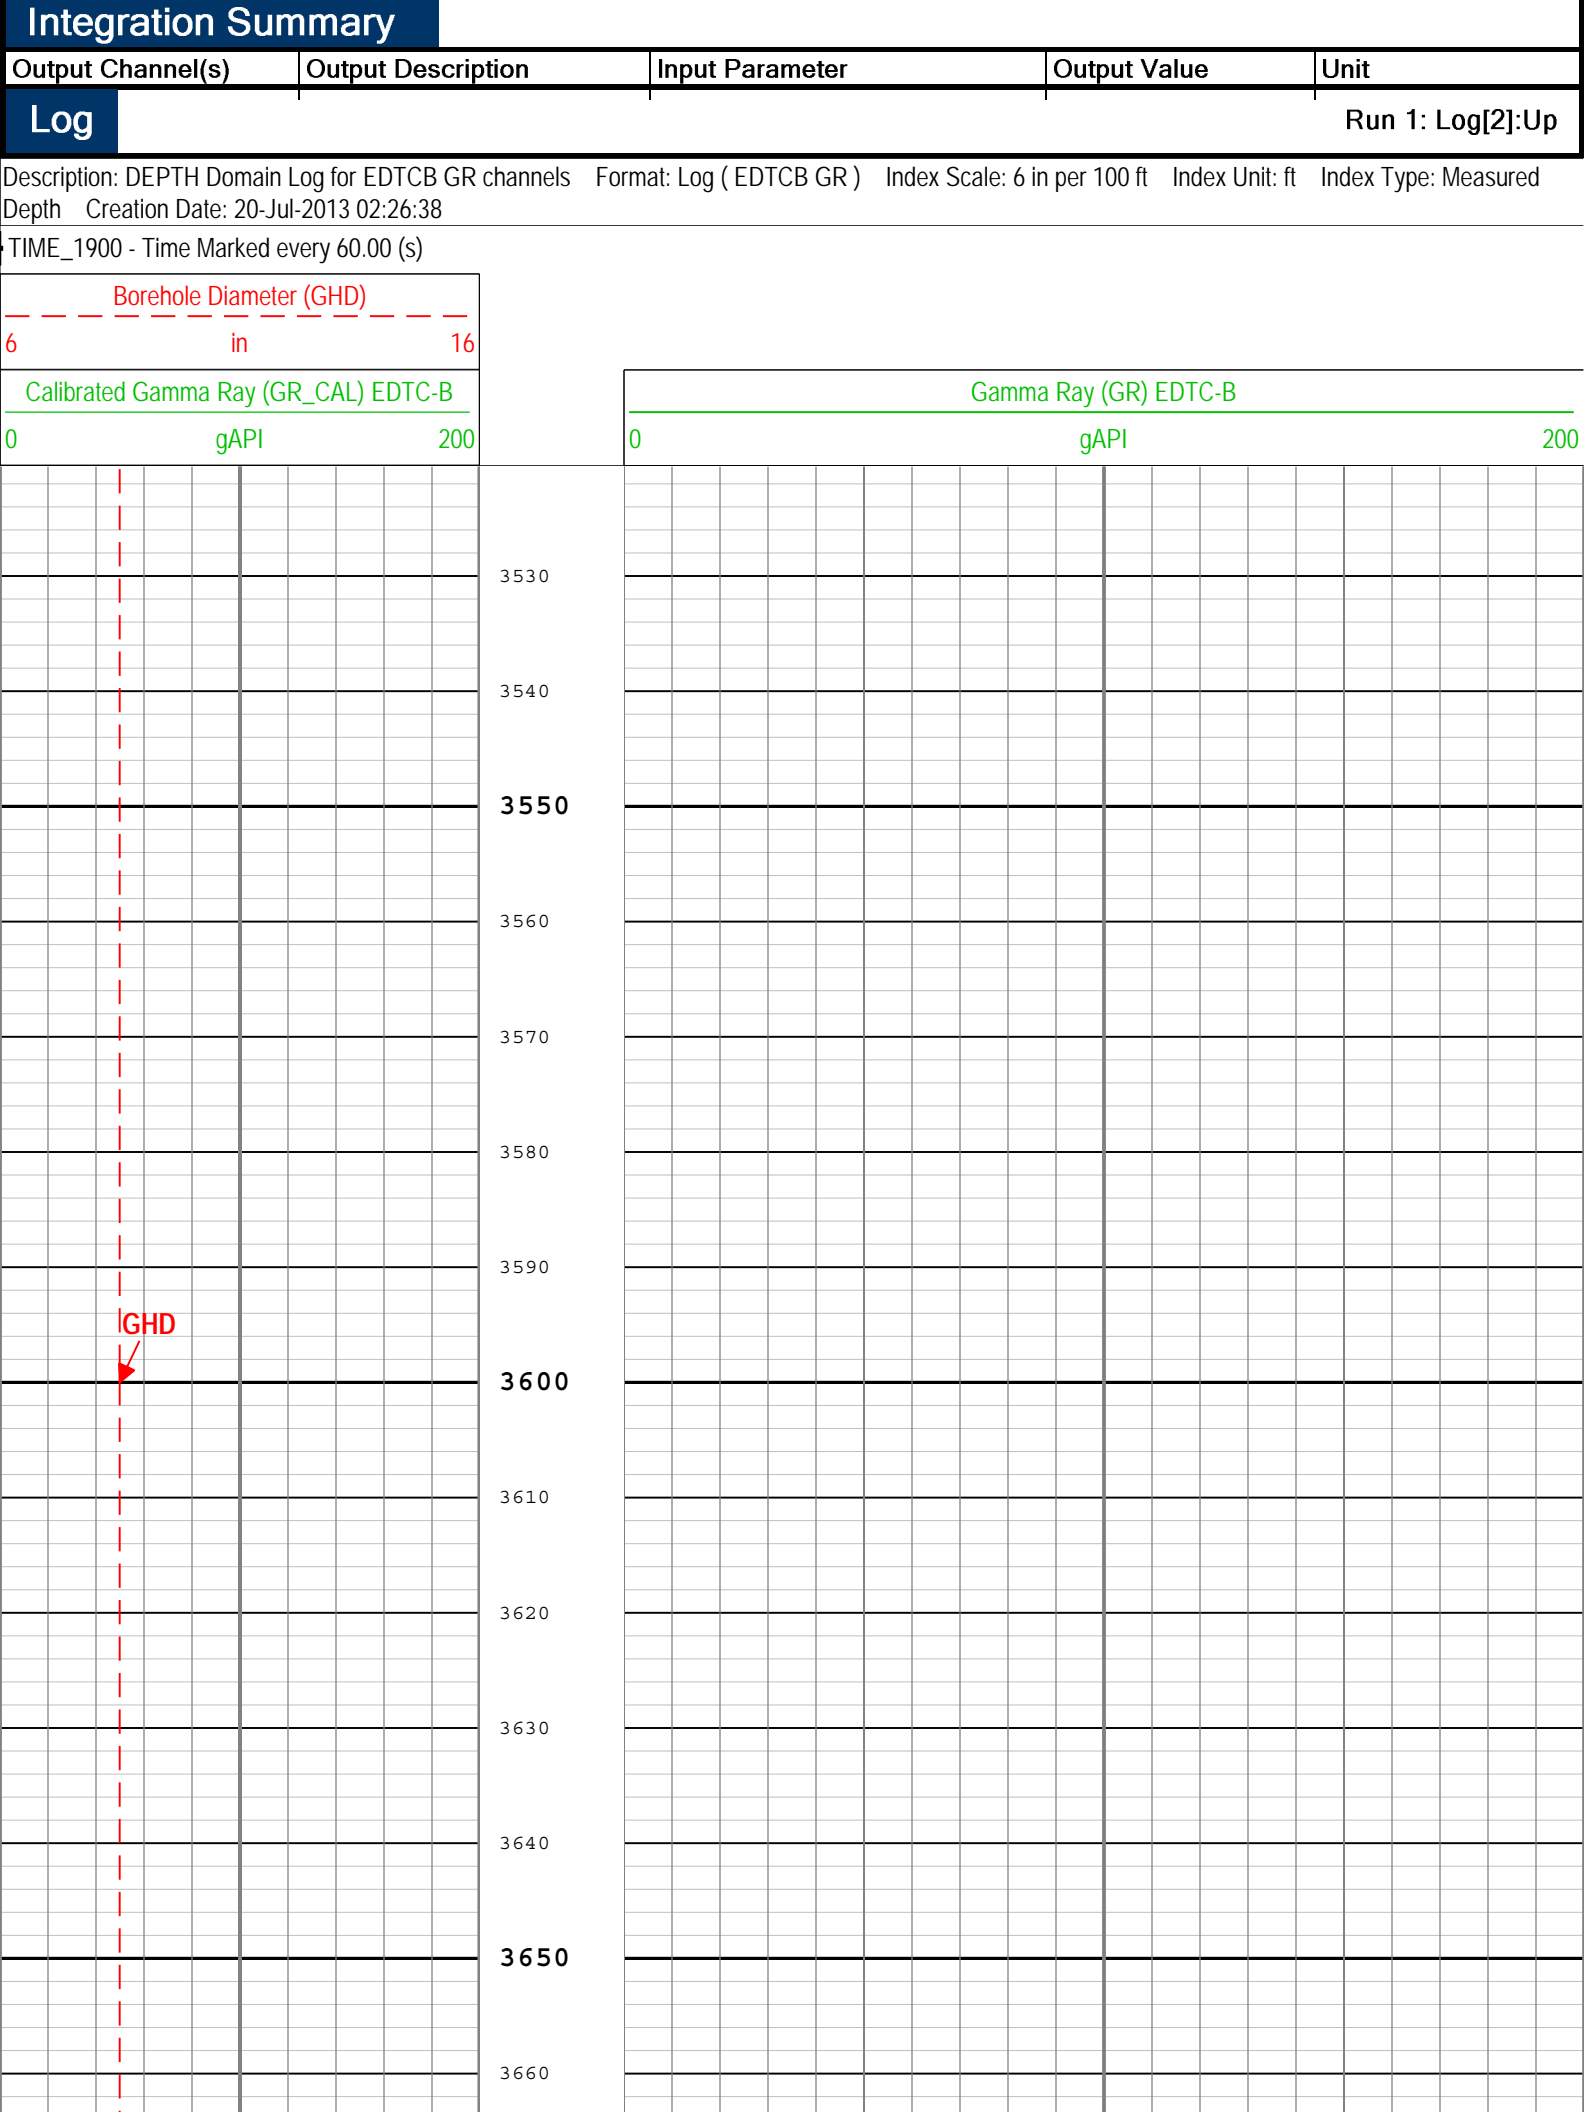 Integration Summary
Output Channel(s) Output Description Input Parameter Output Value Unit
Log
Run 1: Log[2]:Up
Description: DEPTH Domain Log for EDTCB GR channels Format: Log ( EDTCB GR ) Index Scale: 6 in per 100 ft Index Unit: ft Index Type: Measured
Depth Creation Date: 20-Jul-2013 02:26:38
TIME_1900 - Time Marked every 60.00 (s)
Borehole Diameter (GHD)
6 in 16
Calibrated Gamma Ray (GR_CAL) EDTC-B
0 gAPI 200
Gamma Ray (GR) EDTC-B
0 gAPI 200
3530
3540
3550
3560
3570
3580
3590
GHD
3600
3610
3620
3630
3640
3650
3660